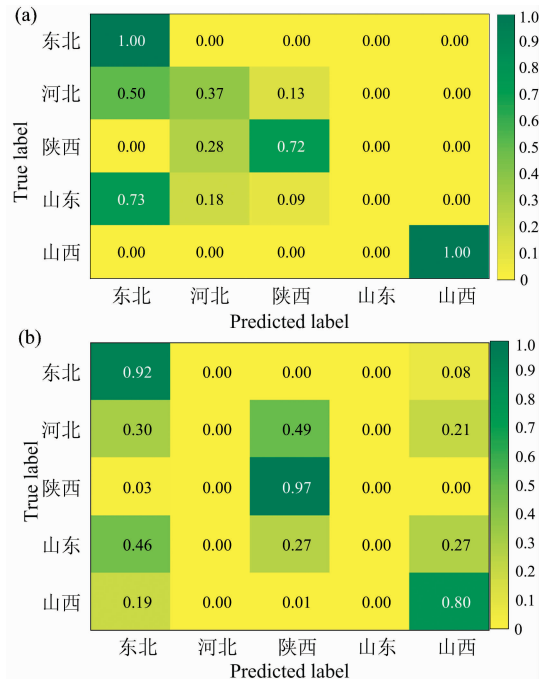 (a)
True label
东北 1.00 0.00 0.00 0.00 0.00
河北 0.50 0.37 0.13 0.00 0.00
陕西 0.00 0.28 0.72 0.00 0.00
山东 0.73 0.18 0.09 0.00 0.00
山西 0.00 0.00 0.00 0.00 1.00
东北 河北 陕西 山东 山西
Predicted label
1.0
0.9
0.8
0.7
0.6
0.5
0.4
0.3
0.2
0.1
0
(b)
True label
东北 0.92 0.00 0.00 0.00 0.08
河北 0.30 0.00 0.49 0.00 0.21
陕西 0.03 0.00 0.97 0.00 0.00
山东 0.46 0.00 0.27 0.00 0.27
山西 0.19 0.00 0.01 0.00 0.80
东北 河北 陕西 山东 山西
Predicted label
1.0
0.9
0.8
0.7
0.6
0.5
0.4
0.3
0.2
0.1
0